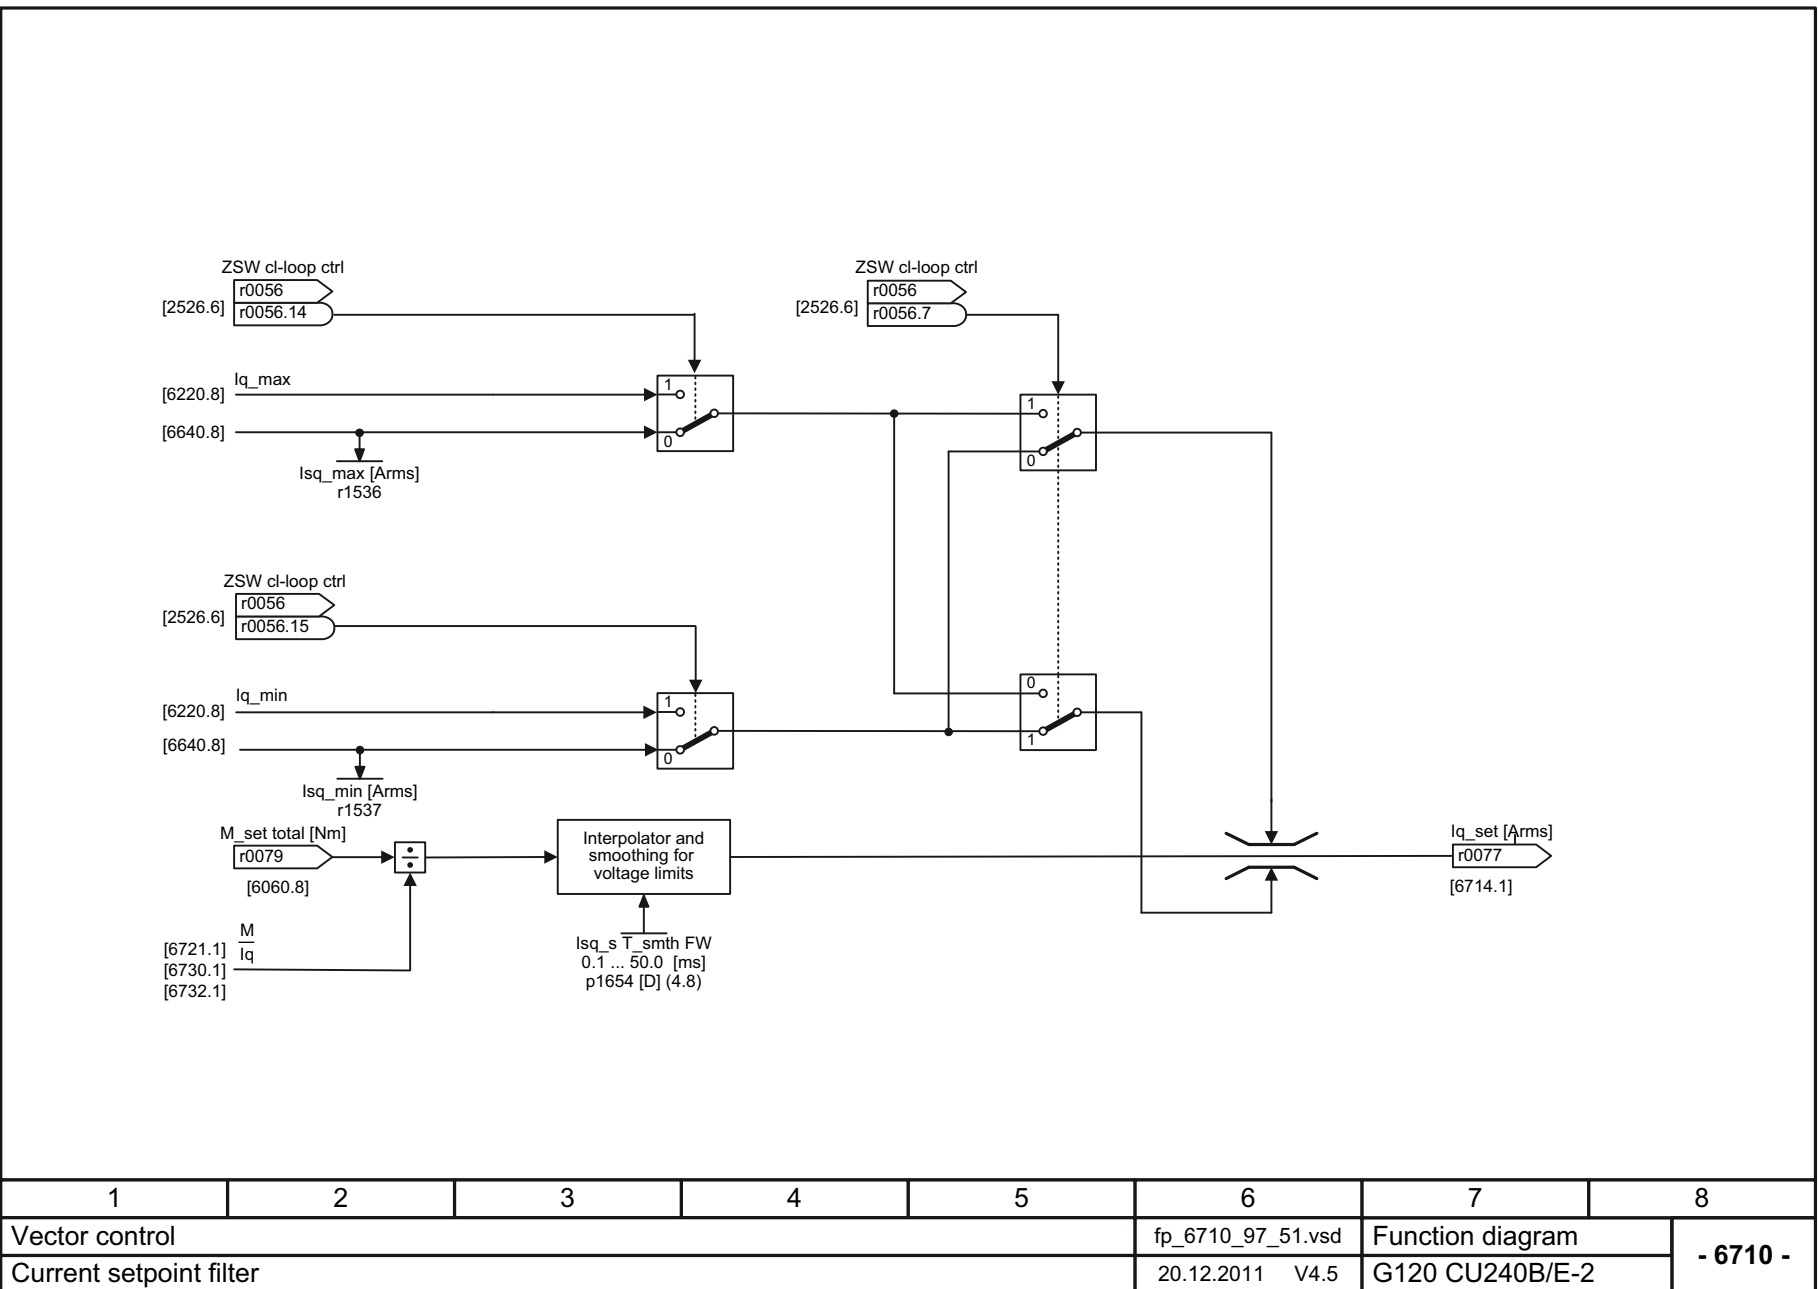 ZSW cl-loop ctrl
r0056
[2526.6]
r0056.14
ZSW cl-loop ctrl
r0056
[2526.6]
r0056.7
Iq_max
[6220.8]
1
[6640.8]
0
Isq_max [Arms]
r1536
1
0
ZSW cl-loop ctrl
r0056
[2526.6]
r0056.15
Iq_min
[6220.8]
1
[6640.8]
0
Isq_min [Arms]
r1537
0
1
M_set total [Nm]
r0079
[6060.8]
÷
Interpolator and
smoothing for
voltage limits
Iq_set [Arms]
r0077
[6714.1]
M
Iq
[6721.1]
[6730.1]
[6732.1]
Isq_s T_smth FW
0.1 ... 50.0 [ms]
p1654 [D] (4.8)
1 2 3 4 5 6 7 8
Vector control
fp_6710_97_51.vsd
Function diagram
- 6710 -
Current setpoint filter
20.12.2011 V4.5
G120 CU240B/E-2